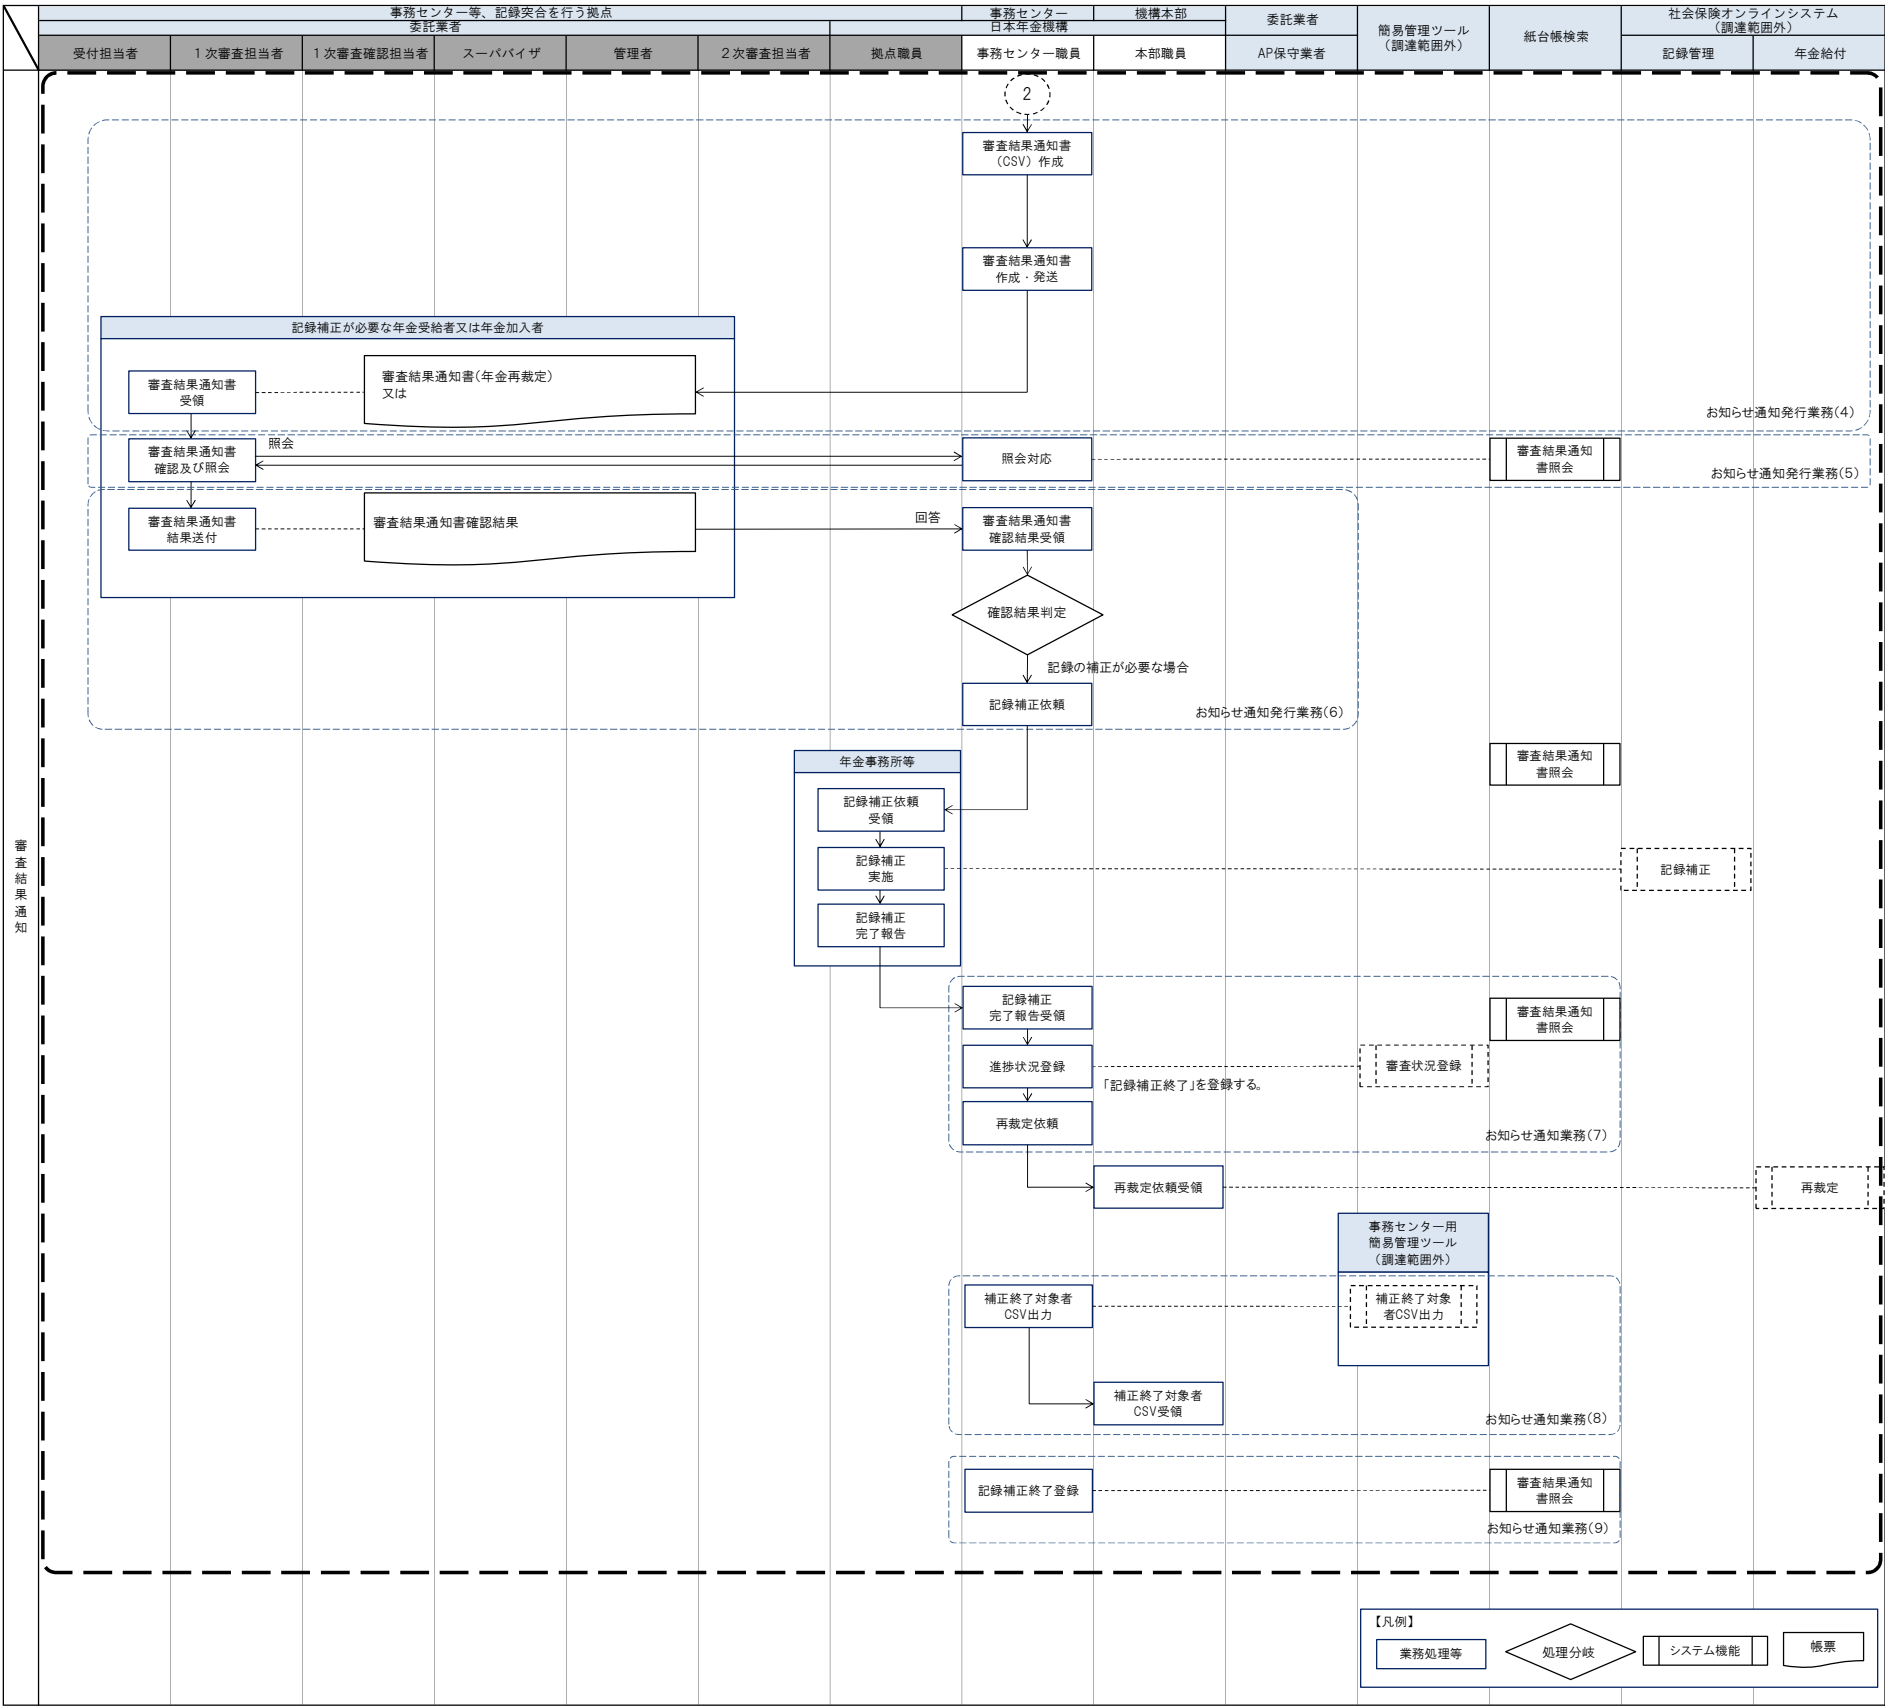 事務センター等、記録突合を行う拠点
事務センター
機構本部
委託業者
簡易管理ツール
（調達範囲外）
紙台帳検索
社会保険オンラインシステム
（調達範囲外）
委託業者
日本年金機構
受付担当者
１次審査担当者
１次審査確認担当者
スーパバイザ
管理者
２次審査担当者
拠点職員
事務センター職員
本部職員
AP保守業者
記録管理
年金給付
審査結果通知
2
審査結果通知書
（CSV）作成
審査結果通知書
作成・発送
記録補正が必要な年金受給者又は年金加入者
審査結果通知書
受領
審査結果通知書（年金再裁定）
又は
お知らせ通知発行業務（4）
審査結果通知書
確認及び照会
照会
照会対応
審査結果通知
書照会
お知らせ通知発行業務（5）
審査結果通知書
結果送付
審査結果通知書確認結果
回答
審査結果通知書
確認結果受領
確認結果判定
記録の補正が必要な場合
記録補正依頼
お知らせ通知発行業務（6）
年金事務所等
審査結果通知
書照会
記録補正依頼
受領
記録補正
実施
記録補正
記録補正
完了報告
記録補正
完了報告受領
審査結果通知
書照会
進捗状況登録
審査状況登録
「記録補正終了」を登録する。
再裁定依頼
お知らせ通知業務（7）
再裁定依頼受領
再裁定
事務センター用
簡易管理ツール
（調達範囲外）
補正終了対象者
CSV出力
補正終了対象
者CSV出力
補正終了対象者
CSV受領
お知らせ通知業務（8）
記録補正終了登録
審査結果通知
書照会
お知らせ通知業務（9）
【凡例】
業務処理等
処理分岐
システム機能
帳票